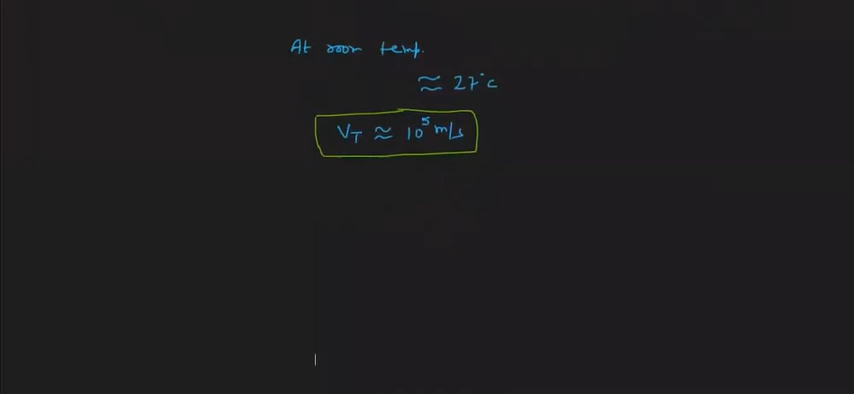 At room temp.
≈ 27°c
V_T ≈ 10^5 m/s